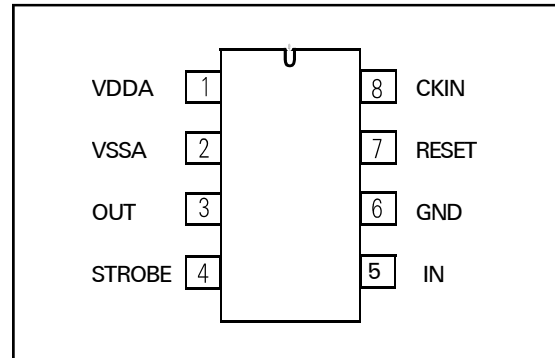 VDDA 1 8 CKIN
VSSA 2 7 RESET
OUT 3 6 GND
STROBE 4 5 IN